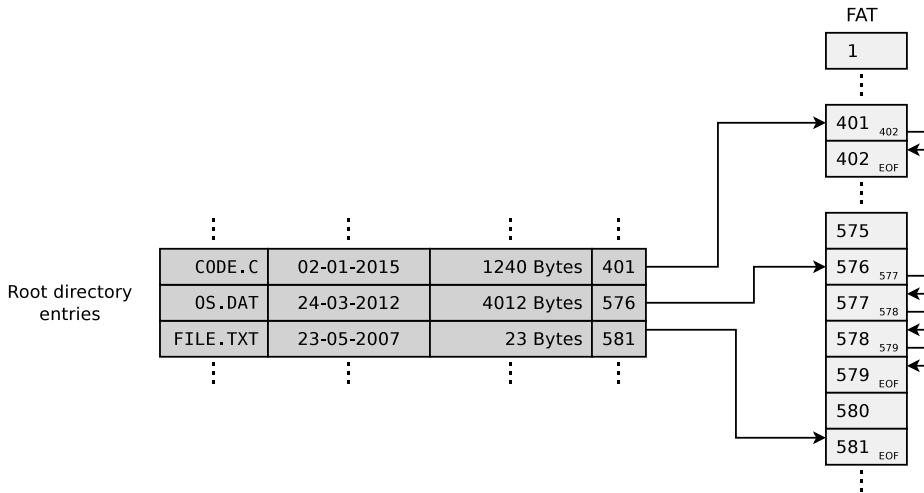 FAT
1
401 402
402 EOF
575
CODE.C 02-01-2015 1240 Bytes 401
576 577
Root directory
entries
OS.DAT 24-03-2012 4012 Bytes 576
577 578
FILE.TXT 23-05-2007 23 Bytes 581
578 579
579 EOF
580
581 EOF